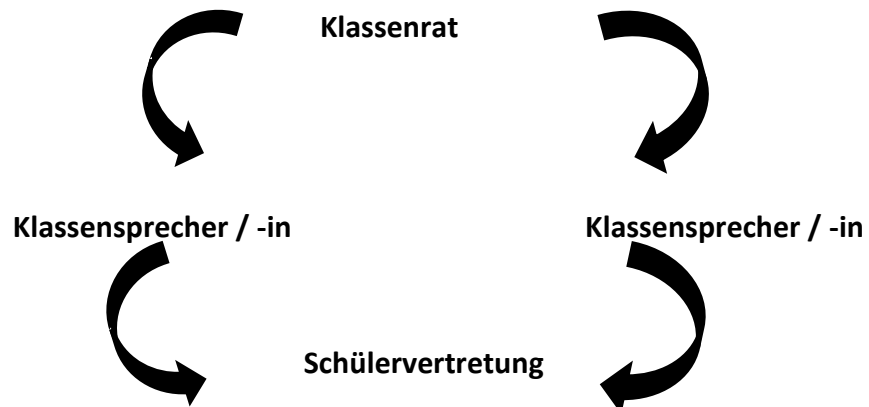 Klassenrat
Klassensprecher / -in
Klassensprecher / -in
Schülervertretung